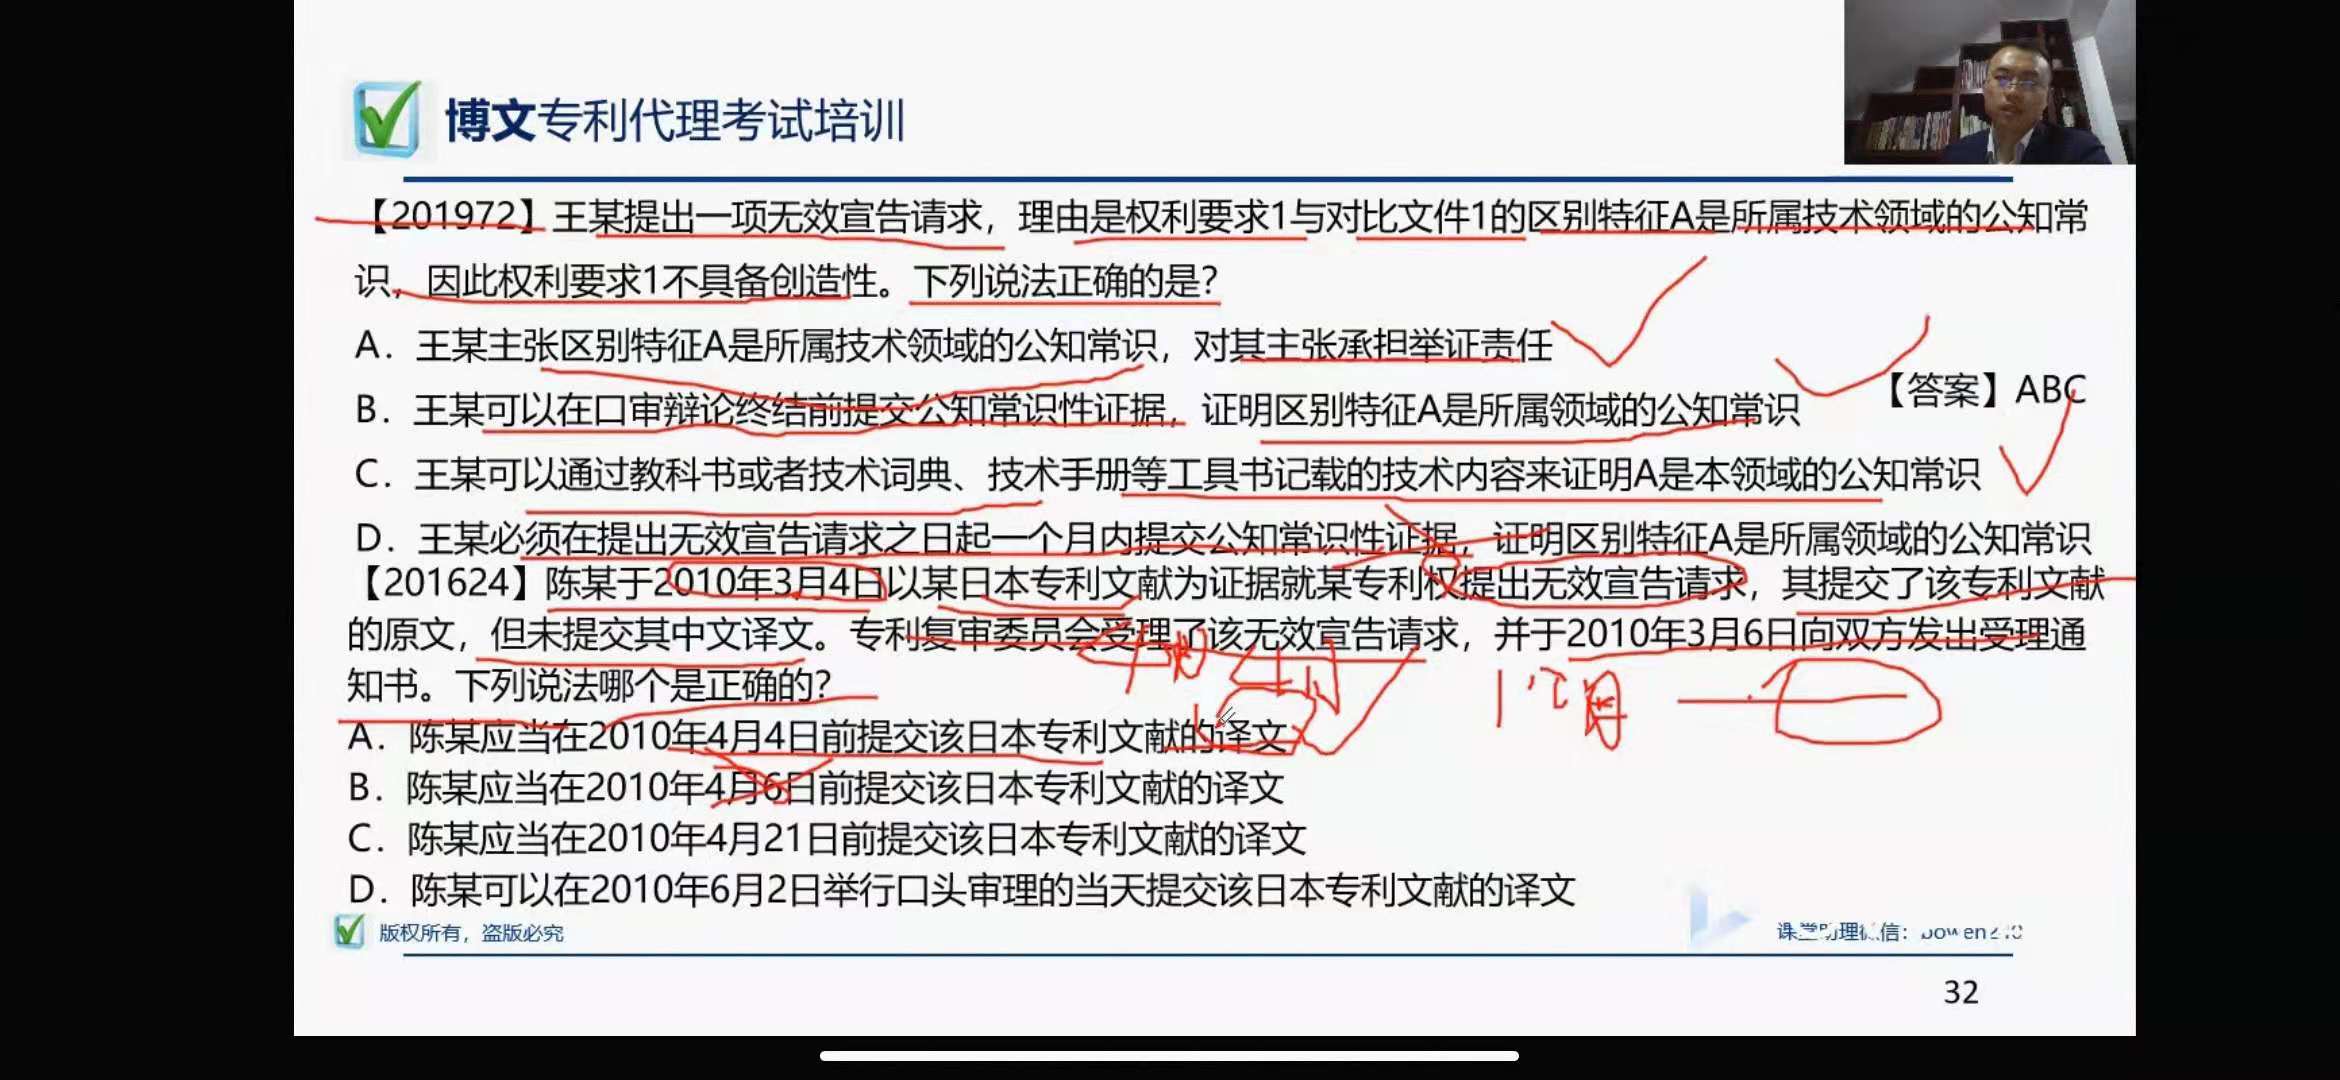 博文专利代理考试培训
【201972】王某提出一项无效宣告请求，理由是权利要求1与对比文件1的区别特征A是所属技术领域的公知常
识，因此权利要求1不具备创造性。下列说法正确的是？
A．王某主张区别特征A是所属技术领域的公知常识，对其主张承担举证责任
【答案】ABC
B．王某可以在口审辩论终结前提交公知常识性证据，证明区别特征A是所属领域的公知常识
C．王某可以通过教科书或者技术词典、技术手册等工具书记载的技术内容来证明A是本领域的公知常识
D．王某必须在提出无效宣告请求之日起一个月内提交公知常识性证据，证明区别特征A是所属领域的公知常识
【201624】陈某于2010年3月4日以某日本专利文献为证据就某专利权提出无效宣告请求，其提交了该专利文献
的原文，但未提交其中文译文。专利复审委员会受理了该无效宣告请求，并于2010年3月6日向双方发出受理通
知书。下列说法哪个是正确的？
A．陈某应当在2010年4月4日前提交该日本专利文献的译文
B．陈某应当在2010年4月6日前提交该日本专利文献的译文
C．陈某应当在2010年4月21日前提交该日本专利文献的译文
D．陈某可以在2010年6月2日举行口头审理的当天提交该日本专利文献的译文
版权所有，盗版必究
32